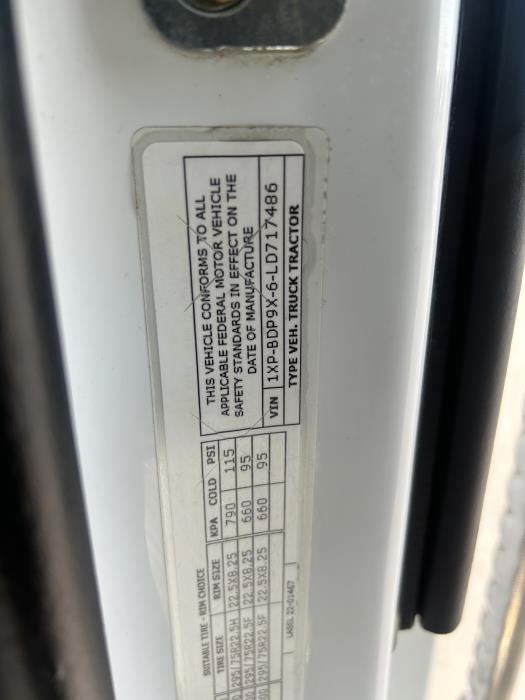 THIS VEHICLE CONFORMS TO ALL
APPLICABLE FEDERAL MOTOR VEHICLE
SAFETY STANDARDS IN EFFECT ON THE
DATE OF MANUFACTURE
VIN 1XP-BDP9X-6-LD717486
TYPE VEH. TRUCK TRACTOR
SUITABLE TIRE - RIM CHOICE
TIRE SIZE RIM SIZE KPA COLD PSI
295/75R22.5H 22.5X8.25 790 115
295/75R22.5F 22.5X8.25 660 95
295/75R22.5F 22.5X8.25 660 95
LABEL 22-01467